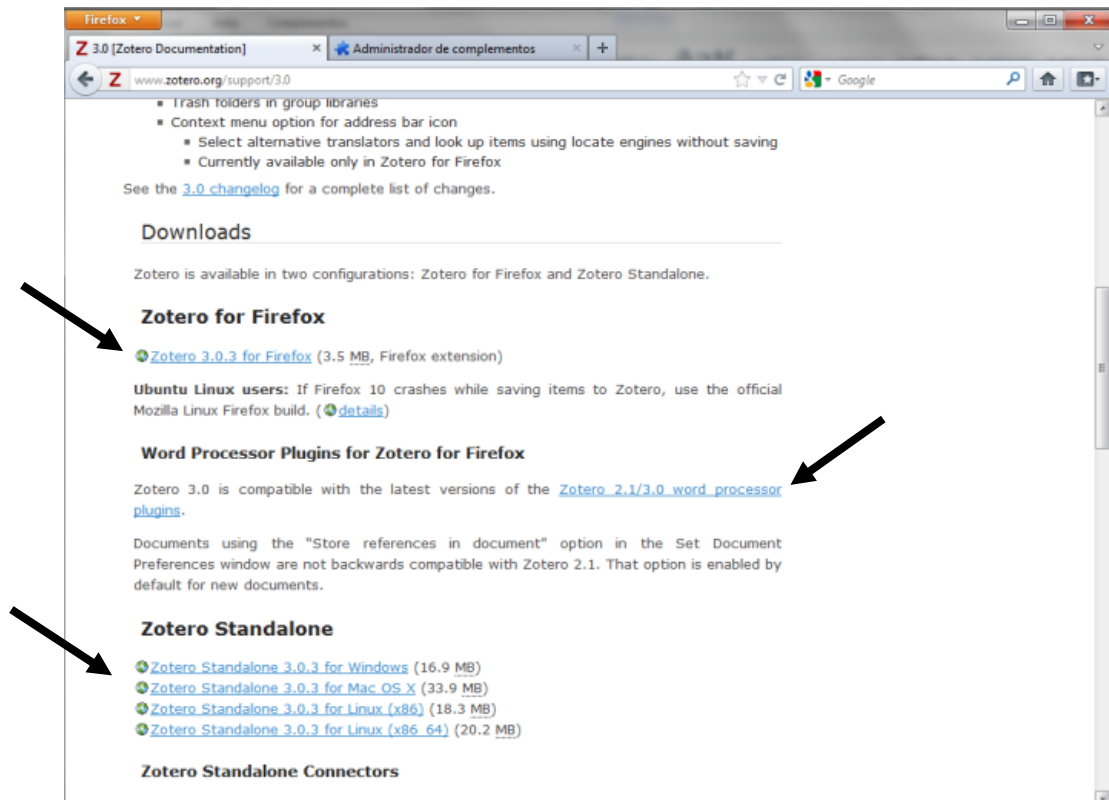 Firefox
3.0 [Zotero Documentation]
Administrador de complementos
www.zotero.org/support/3.0
Google
Trash folders in group libraries
Context menu option for address bar icon
Select alternative translators and look up items using locate engines without saving
Currently available only in Zotero for Firefox
See the 3.0 changelog for a complete list of changes.
Downloads
Zotero is available in two configurations: Zotero for Firefox and Zotero Standalone.
Zotero for Firefox
Zotero 3.0.3 for Firefox (3.5 MB, Firefox extension)
Ubuntu Linux users: If Firefox 10 crashes while saving items to Zotero, use the official
Mozilla Linux Firefox build. (details)
Word Processor Plugins for Zotero for Firefox
Zotero 3.0 is compatible with the latest versions of the Zotero 2.1/3.0 word processor
plugins.
Documents using the "Store references in document" option in the Set Document
Preferences window are not backwards compatible with Zotero 2.1. That option is enabled by
default for new documents.
Zotero Standalone
Zotero Standalone 3.0.3 for Windows (16.9 MB)
Zotero Standalone 3.0.3 for Mac OS X (33.9 MB)
Zotero Standalone 3.0.3 for Linux (x86) (18.3 MB)
Zotero Standalone 3.0.3 for Linux (x86_64) (20.2 MB)
Zotero Standalone Connectors